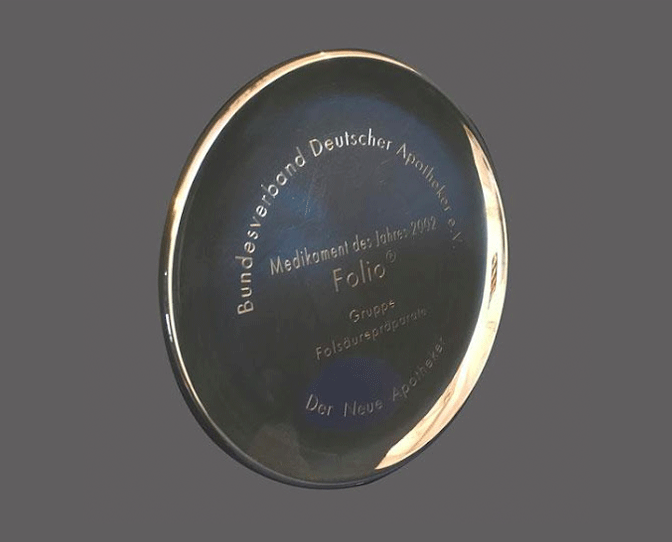 Bundesverband Deutscher Apotheker e.V.
Medikament des Jahres 2002
Folio®
Gruppe
Folsäurepräparate
Der Neue Apotheker